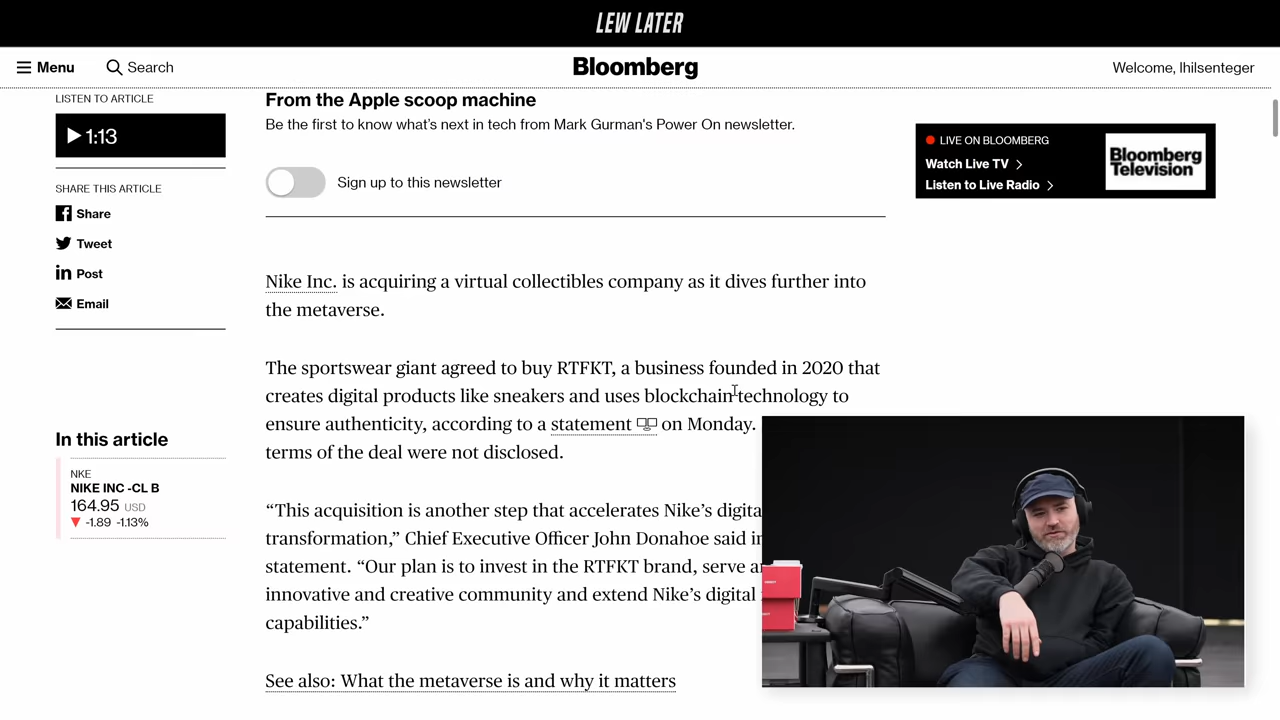 LEW LATER
Menu
Search
Bloomberg
Welcome, lhilsenteger
LISTEN TO ARTICLE
1:13
SHARE THIS ARTICLE
Share
Tweet
Post
Email
In this article
NKE
NIKE INC -CL B
164.95 USD
-1.89 -1.13%
From the Apple scoop machine
Be the first to know what's next in tech from Mark Gurman's Power On newsletter.
Sign up to this newsletter
Nike Inc. is acquiring a virtual collectibles company as it dives further into
the metaverse.
The sportswear giant agreed to buy RTFKT, a business founded in 2020 that
creates digital products like sneakers and uses blockchain technology to
ensure authenticity, according to a statement on Monday.
terms of the deal were not disclosed.
“This acquisition is another step that accelerates Nike’s digita
transformation,” Chief Executive Officer John Donahoe said in
statement. “Our plan is to invest in the RTFKT brand, serve a
innovative and creative community and extend Nike’s digital
capabilities.”
See also: What the metaverse is and why it matters
LIVE ON BLOOMBERG
Watch Live TV
Listen to Live Radio
Bloomberg
Television